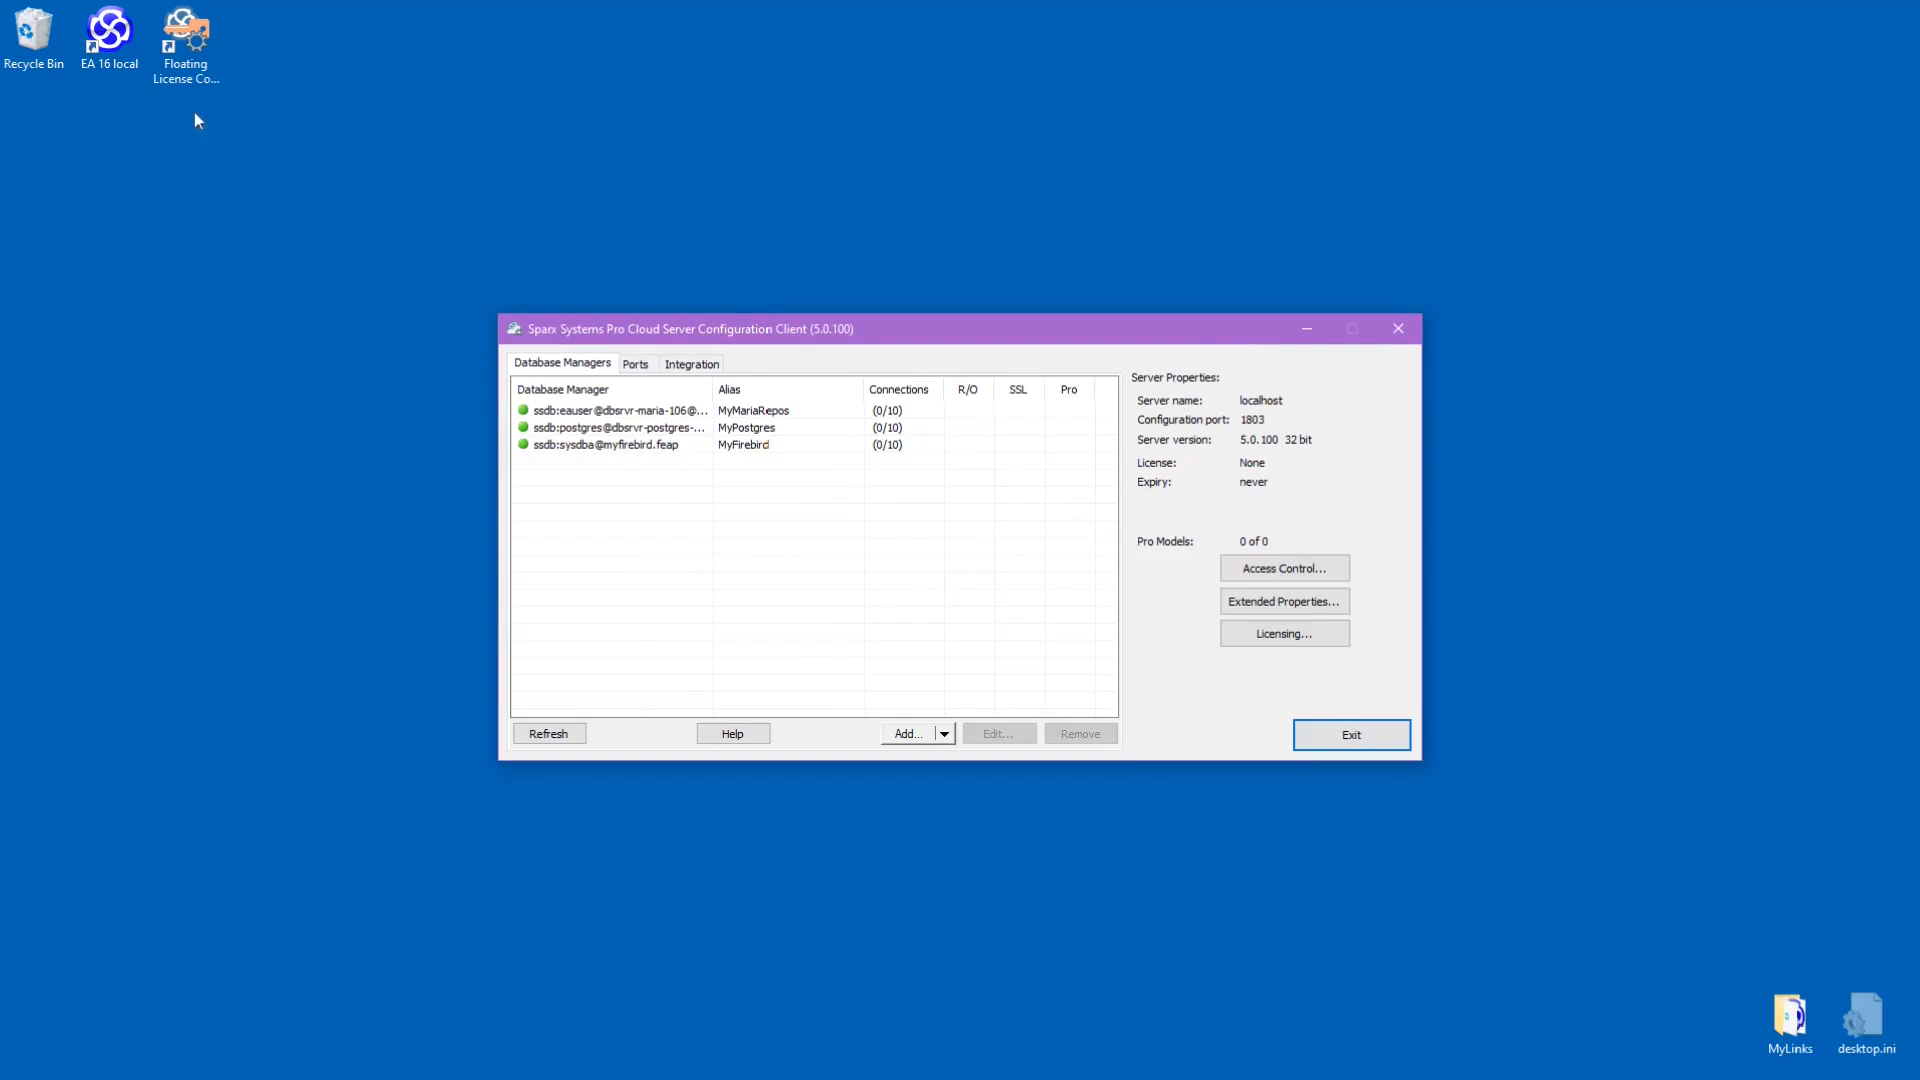 Recycle Bin
EA 16 local
Floating
License Co...
Sparx Systems Pro Cloud Server Configuration Client (5.0.100)
Database Managers
Ports
Integration
Database Manager
Alias
Connections
R/O
SSL
Pro
ssdb:eauser@dbsrvr-maria-106@...
MyMariaRepos
(0/10)
ssdb:postgres@dbsrvr-postgres-...
MyPostgres
(0/10)
ssdb:sysdba@myfirebird.feap
MyFirebird
(0/10)
Server Properties:
Server name: localhost
Configuration port: 1803
Server version: 5.0.100 32 bit
License: None
Expiry: never
Pro Models: 0 of 0
Access Control...
Extended Properties...
Licensing...
Refresh
Help
Add...
Edit...
Remove
Exit
MyLinks
desktop.ini